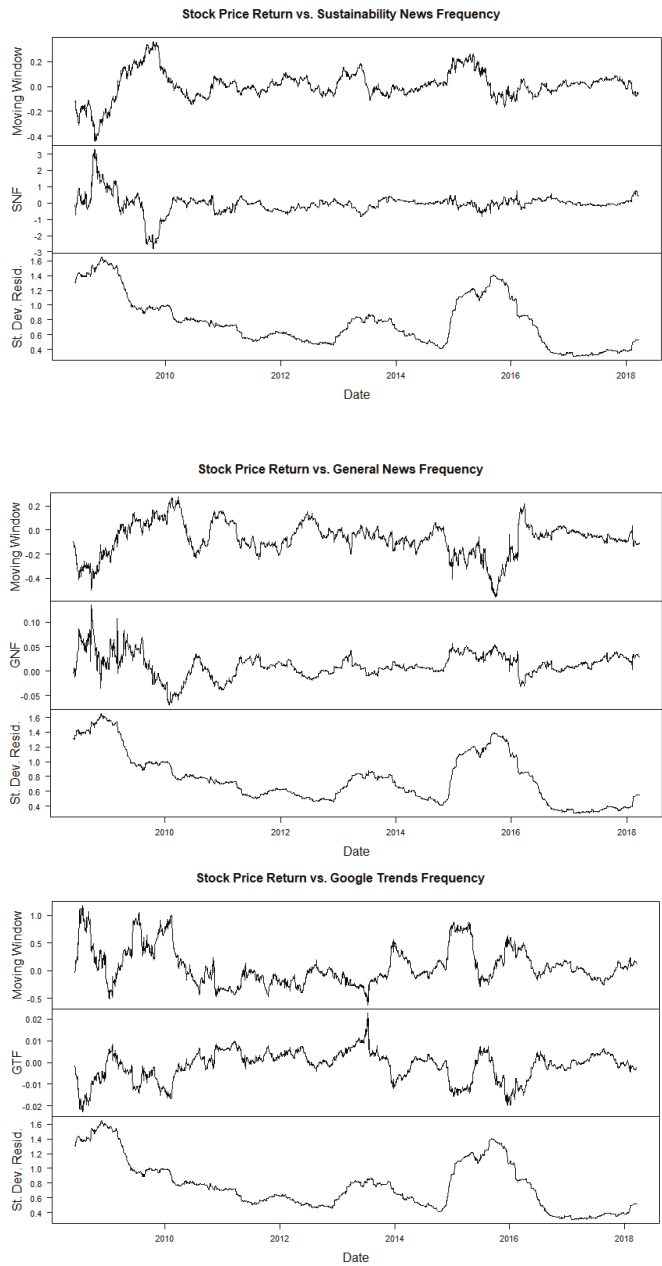 Stock Price Return vs. Sustainability News Frequency
Moving Window
0.2
0.0
-0.2
-0.4
SNF
3
2
1
0
-1
-2
-3
St. Dev. Resid.
1.6
1.4
1.2
1.0
0.8
0.6
0.4
2010 2012 2014 2016 2018
Date
Stock Price Return vs. General News Frequency
Moving Window
0.2
0.0
-0.2
-0.4
GNF
0.10
0.05
0.00
-0.05
St. Dev. Resid.
1.6
1.4
1.2
1.0
0.8
0.6
0.4
2010 2012 2014 2016 2018
Date
Stock Price Return vs. Google Trends Frequency
Moving Window
1.0
0.5
0.0
-0.5
GTF
0.02
0.01
0.00
-0.01
-0.02
St. Dev. Resid.
1.6
1.4
1.2
1.0
0.8
0.6
0.4
2010 2012 2014 2016 2018
Date